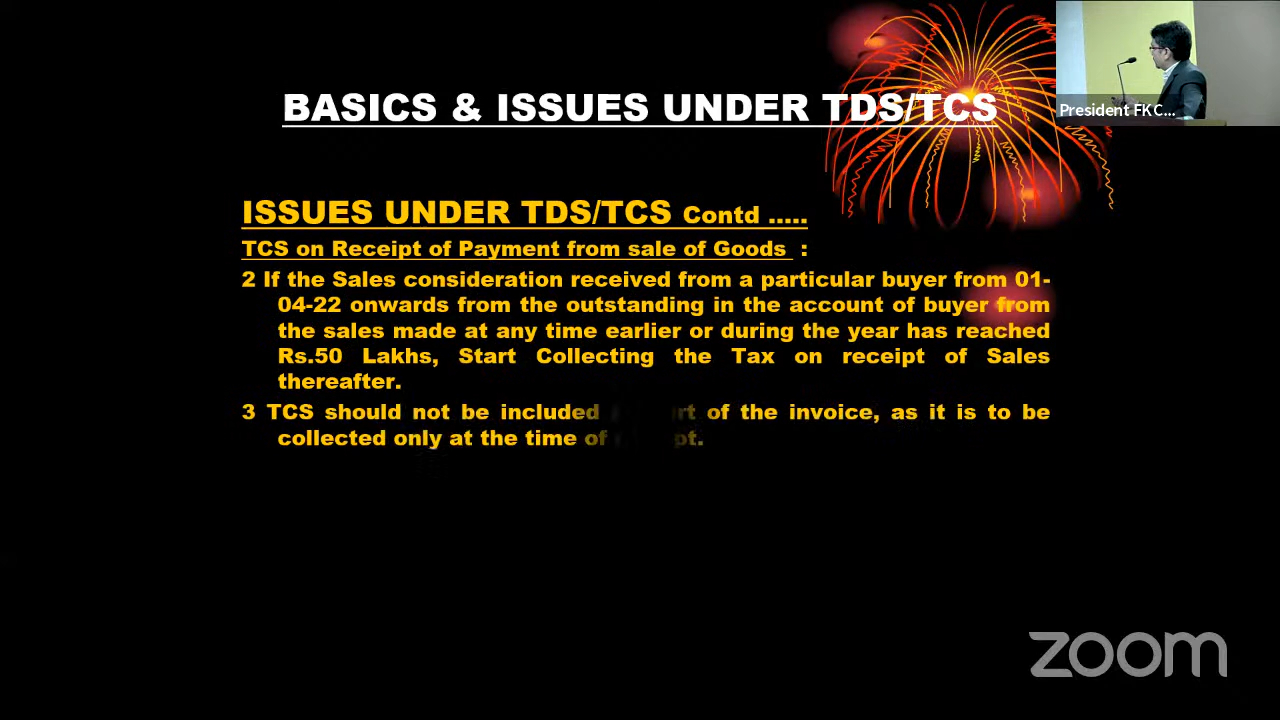 President FKC...
BASICS & ISSUES UNDER TDS/TCS
ISSUES UNDER TDS/TCS Contd .....
TCS on Receipt of Payment from sale of Goods :
2 If the Sales consideration received from a particular buyer from 01-
04-22 onwards from the outstanding in the account of buyer from
the sales made at any time earlier or during the year has reached
Rs.50 Lakhs, Start Collecting the Tax on receipt of Sales
thereafter.
3 TCS should not be included of the invoice, as it is to be
collected only at the time of
zoom